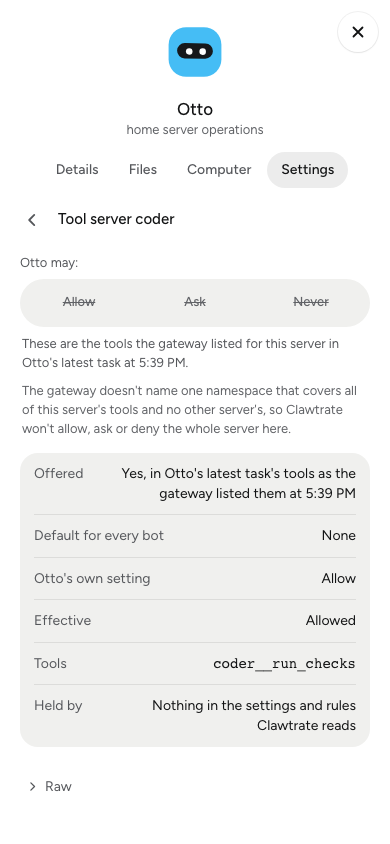 Otto
home server operations
Details
Files
Computer
Settings
Tool server coder
Otto may:
Allow
Ask
Never
These are the tools the gateway listed for this server in
Otto's latest task at 5:39 PM.
The gateway doesn't name one namespace that covers all
of this server's tools and no other server's, so Clawtrate
won't allow, ask or deny the whole server here.
Offered
Yes, in Otto's latest task's tools as the
gateway listed them at 5:39 PM
Default for every bot
None
Otto's own setting
Allow
Effective
Allowed
Tools
coder__run_checks
Held by
Nothing in the settings and rules
Clawtrate reads
Raw